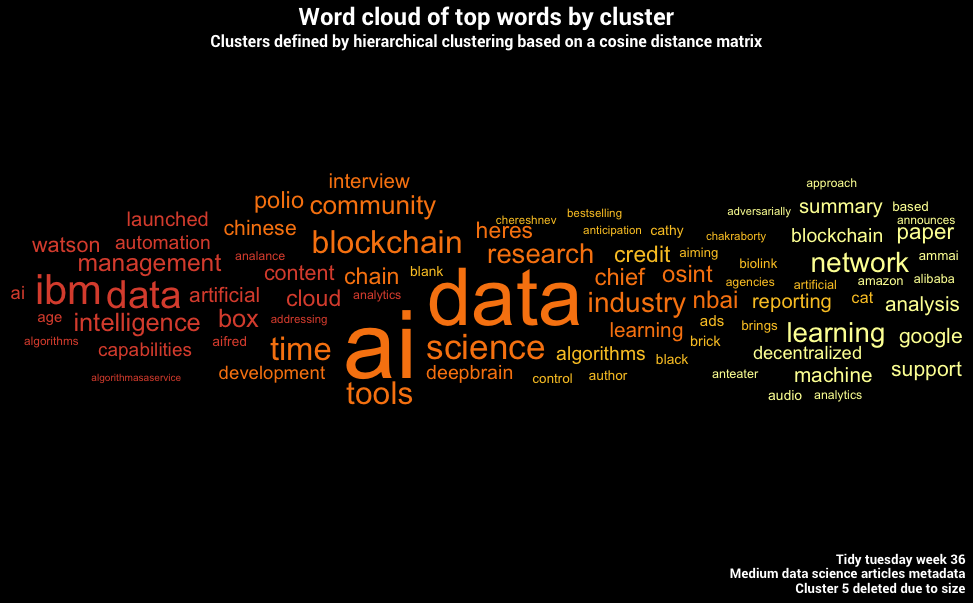 Word cloud of top words by cluster
Clusters defined by hierarchical clustering based on a cosine distance matrix
interview
approach
polio
community
summary
based
launched
chereshnev
bestselling
adversarially
announces
chinese
heres
anticipation
cathy
chakraborty
blockchain
paper
watson
automation
blockchain
management
analance
research
credit
aiming
biolink
network
ammai
content
chain
blank
chief
osint
agencies
artificial
amazon
alibaba
ai
ibm
data
artificial
cloud
analytics
data
industry
nbai
reporting
cat
analysis
age
intelligence
box
addressing
ai
learning
ads
brings
learning
google
algorithms
capabilities
aifred
time
science
algorithms
black
brick
decentralized
algorithmasaservice
development
deepbrain
control
author
anteater
machine
support
tools
audio
analytics
Tidy tuesday week 36
Medium data science articles metadata
Cluster 5 deleted due to size